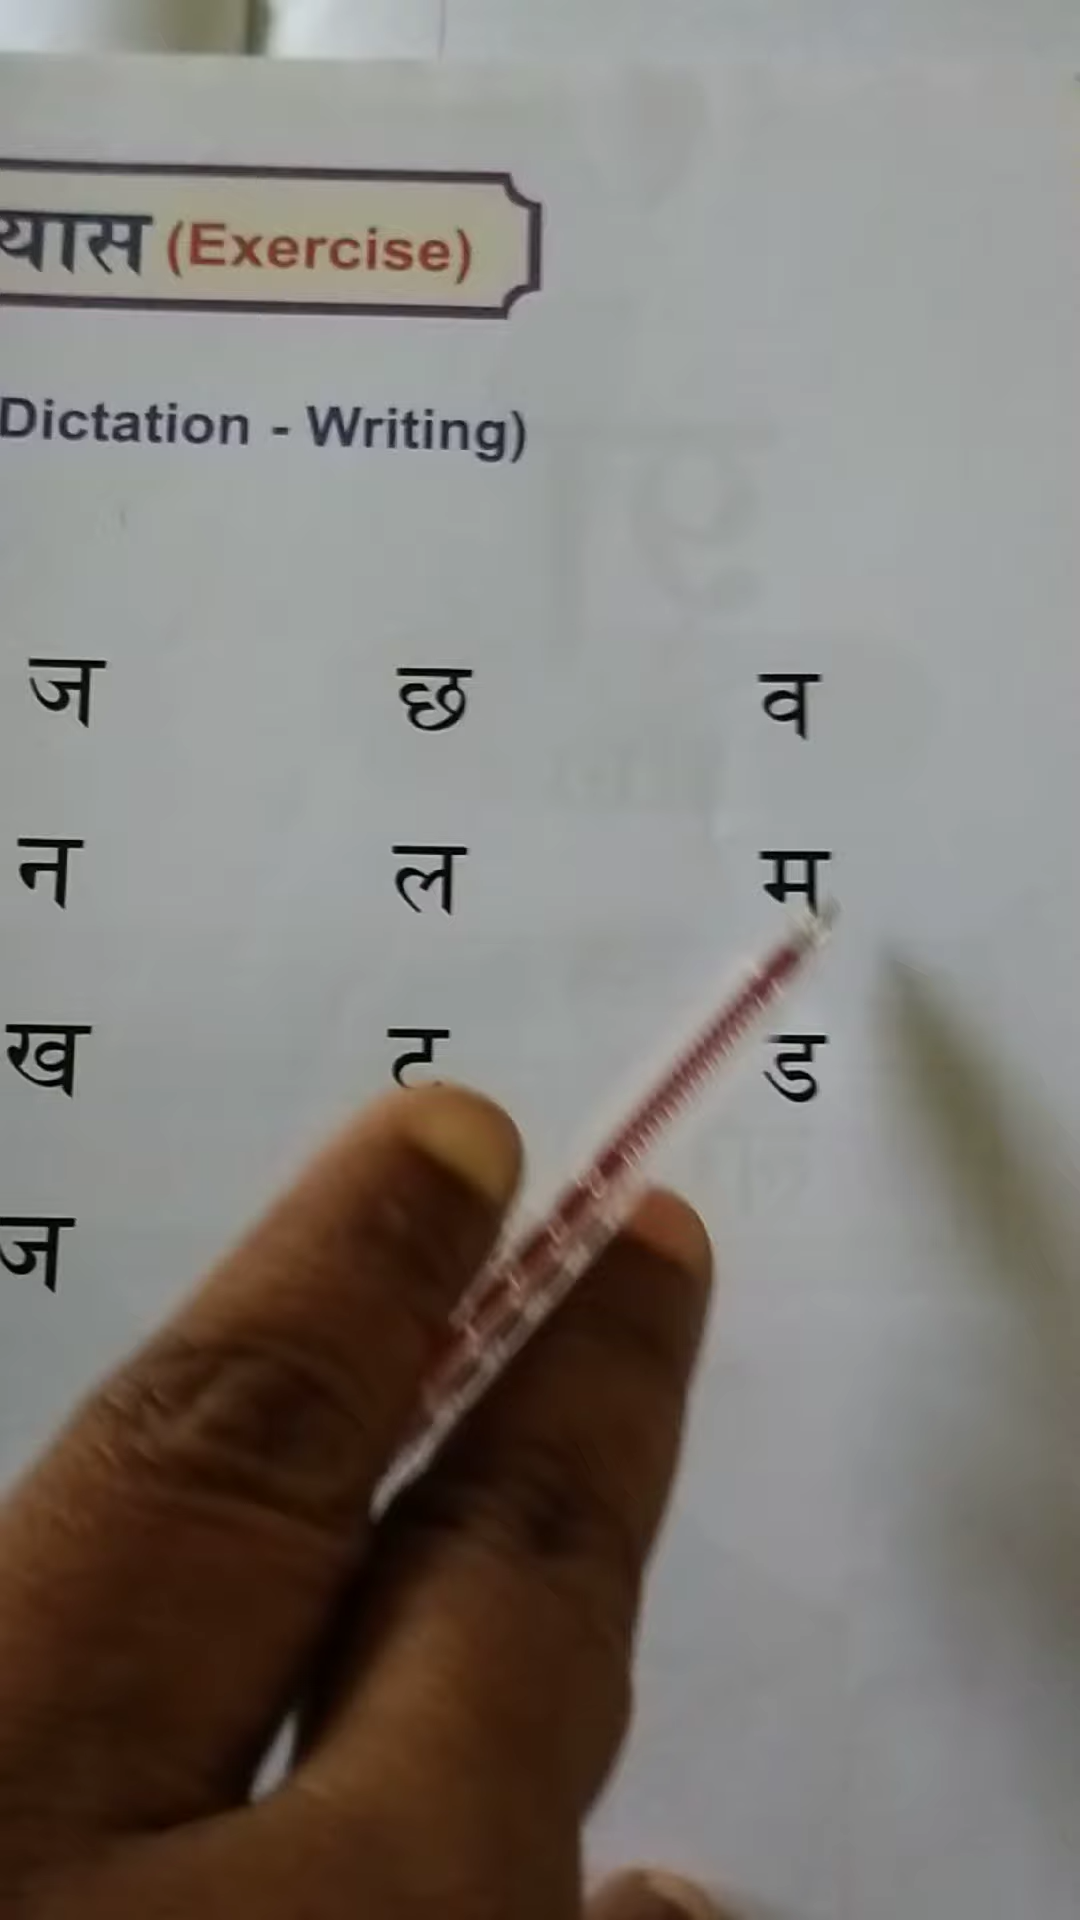 यास (Exercise)
Dictation - Writing)
ज छ व
न ल म
ख ट ड
ज